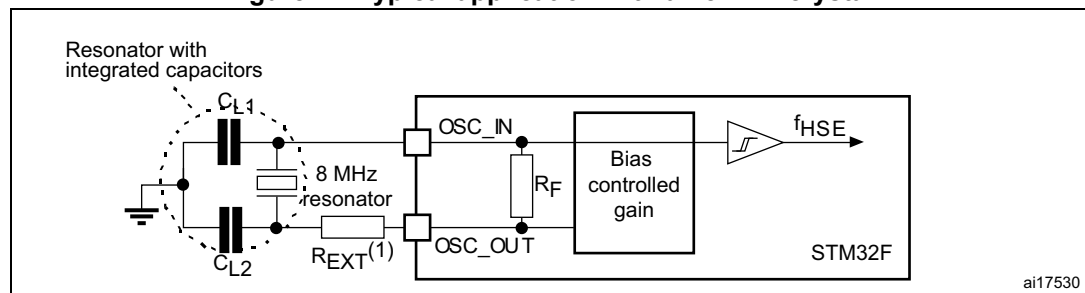 Resonator with
integrated capacitors
CL1
OSC_IN
fHSE
8 MHz
resonator
RF
Bias
controlled
gain
OSC_OUT
REXT(1)
STM32F
CL2
ai17530